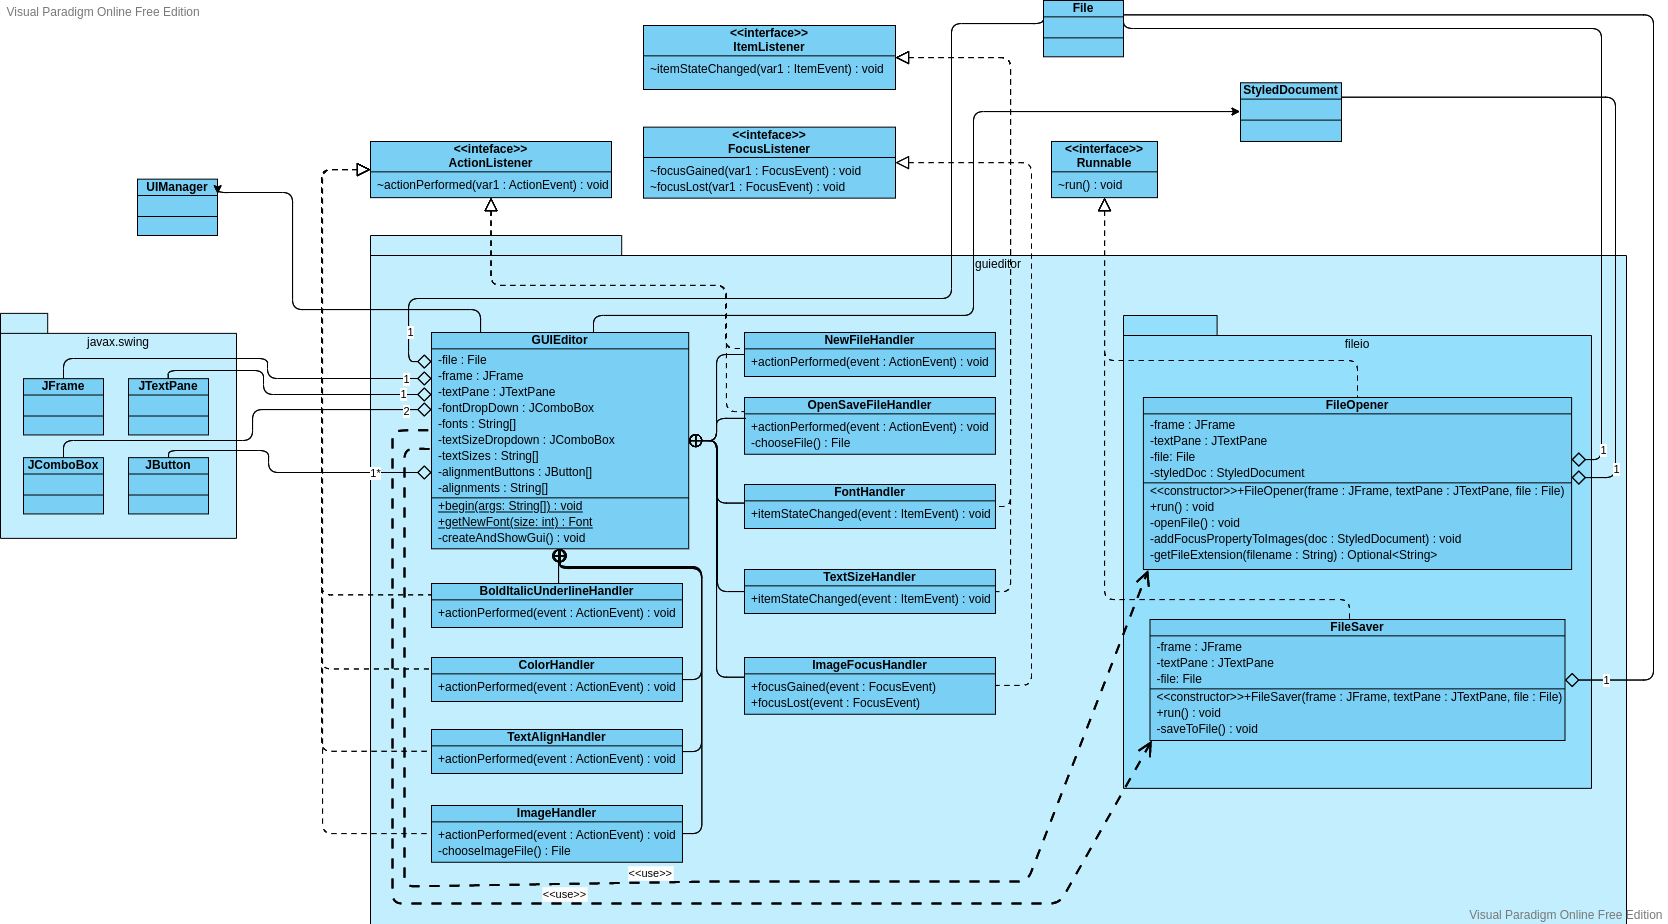 Visual Paradigm Online Free Edition
File
<<interface>>
ItemListener
~itemStateChanged(var1 : ItemEvent) : void
StyledDocument
<<inteface>>
FocusListener
~focusGained(var1 : FocusEvent) : void
~focusLost(var1 : FocusEvent) : void
<<inteface>>
ActionListener
~actionPerformed(var1 : ActionEvent) : void
<<interface>>
Runnable
~run() : void
UIManager
guieditor
javax.swing
JFrame
JTextPane
JComboBox
JButton
1
1
1
2
1*
GUIEditor
-file : File
-frame : JFrame
-textPane : JTextPane
-fontDropDown : JComboBox
-fonts : String[]
-textSizeDropdown : JComboBox
-textSizes : String[]
-alignmentButtons : JButton[]
-alignments : String[]
+begin(args: String[]) : void
+getNewFont(size: int) : Font
-createAndShowGui() : void
NewFileHandler
+actionPerformed(event : ActionEvent) : void
OpenSaveFileHandler
+actionPerformed(event : ActionEvent) : void
-chooseFile() : File
FontHandler
+itemStateChanged(event : ItemEvent) : void
TextSizeHandler
+itemStateChanged(event : ItemEvent) : void
ImageFocusHandler
+focusGained(event : FocusEvent)
+focusLost(event : FocusEvent)
BoldItalicUnderlineHandler
+actionPerformed(event : ActionEvent) : void
ColorHandler
+actionPerformed(event : ActionEvent) : void
TextAlignHandler
+actionPerformed(event : ActionEvent) : void
ImageHandler
+actionPerformed(event : ActionEvent) : void
-chooseImageFile() : File
fileio
FileOpener
-frame : JFrame
-textPane : JTextPane
-file: File
-styledDoc : StyledDocument
<<constructor>>+FileOpener(frame : JFrame, textPane : JTextPane, file : File)
+run() : void
-openFile() : void
-addFocusPropertyToImages(doc : StyledDocument) : void
-getFileExtension(filename : String) : Optional<String>
1
1
FileSaver
-frame : JFrame
-textPane : JTextPane
-file: File
<<constructor>>+FileSaver(frame : JFrame, textPane : JTextPane, file : File)
+run() : void
-saveToFile() : void
1
<<use>>
<<use>>
Visual Paradigm Online Free Edition